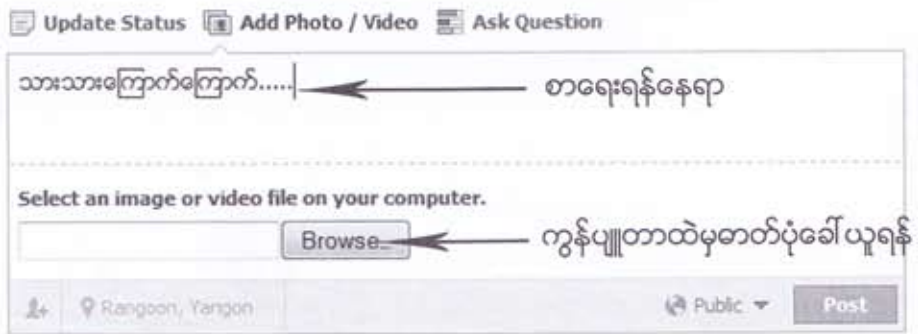 Update Status Add Photo / Video Ask Question
သားသားကြောက်ကြောက်..... စာရေးရန်နေရာ
Select an image or video file on your computer.
Browse... ကွန်ပျူတာထဲမှဓာတ်ပုံခေါ်ယူရန်
Rangoon, Yangon Public Post